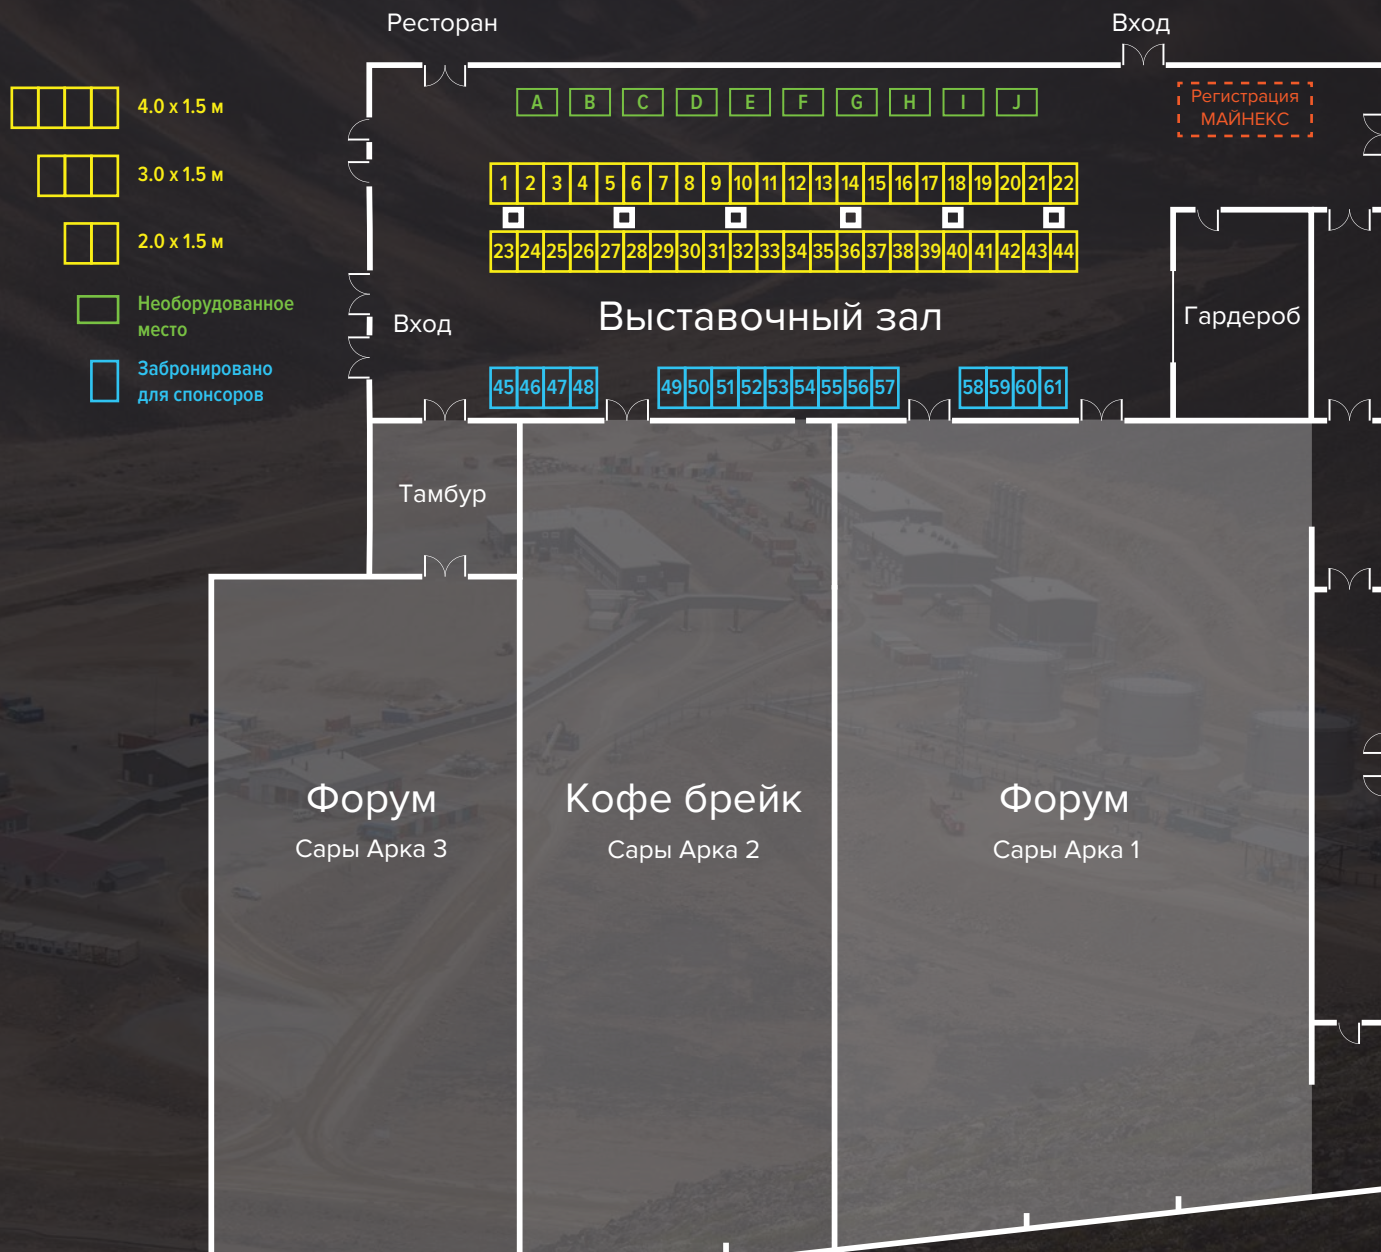 Ресторан
Вход
4.0 x 1.5 м
3.0 x 1.5 м
2.0 x 1.5 м
Необорудованное
место
Забронировано
для спонсоров
A B C D E F G H I J
Регистрация
МАЙНЕКС
1 2 3 4 5 6 7 8 9 10 11 12 13 14 15 16 17 18 19 20 21 22
23 24 25 26 27 28 29 30 31 32 33 34 35 36 37 38 39 40 41 42 43 44
Вход
Выставочный зал
Гардероб
45 46 47 48 49 50 51 52 53 54 55 56 57 58 59 60 61
Тамбур
Форум
Сары Арка 3
Кофе брейк
Сары Арка 2
Форум
Сары Арка 1